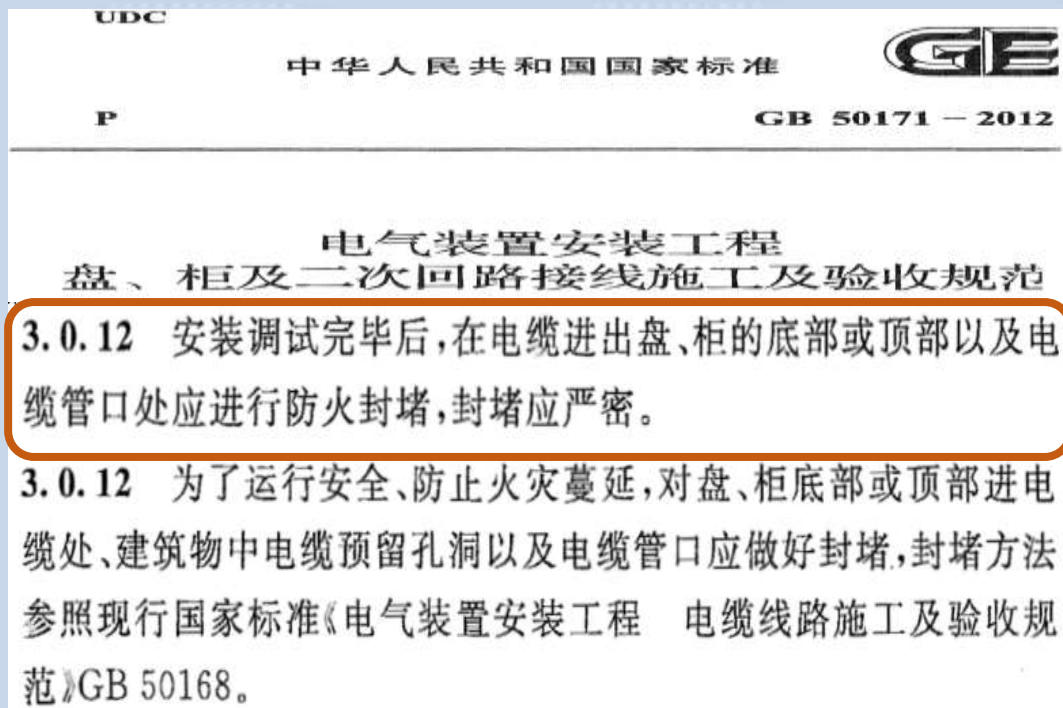 UDC
中华人民共和国国家标准
GB
P
GB 50171－2012
电气装置安装工程
盘、柜及二次回路接线施工及验收规范
3.0.12 安装调试完毕后，在电缆进出盘、柜的底部或顶部以及电
缆管口处应进行防火封堵，封堵应严密。
3.0.12 为了运行安全、防止火灾蔓延，对盘、柜底部或顶部进电
缆处、建筑物中电缆预留孔洞以及电缆管口应做好封堵，封堵方法
参照现行国家标准《电气装置安装工程 电缆线路施工及验收规
范》GB 50168。